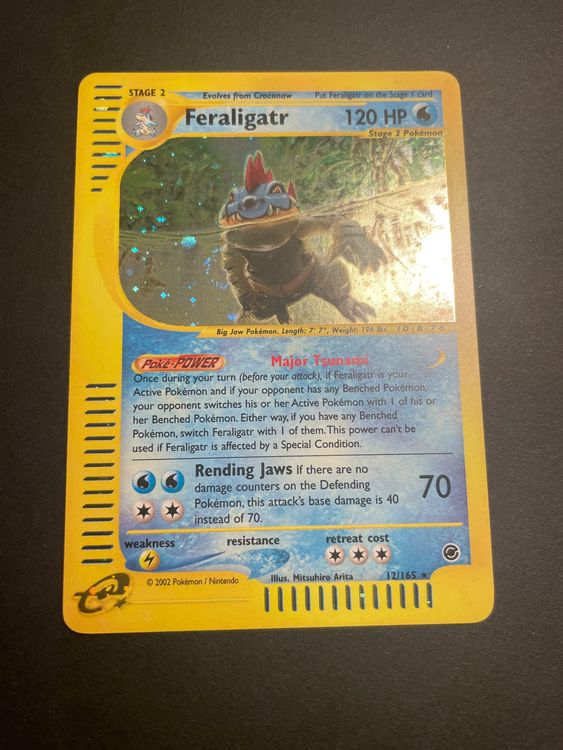 STAGE 2 Evolves from Croconaw Put Feraligatr on the Stage 1 card
Feraligatr 120 HP
Stage 2 Pokémon
Big Jaw Pokémon. Length: 7' 7", Weight: 196 lbs.
Poké-POWER Major Tsunami
Once during your turn (before your attack), if Feraligatr is your
Active Pokémon and if your opponent has any Benched Pokémon,
your opponent switches his or her Active Pokémon with 1 of his or
her Benched Pokémon. Either way, if you have any Benched
Pokémon, switch Feraligatr with 1 of them. This power can't be
used if Feraligatr is affected by a Special Condition.
Rending Jaws If there are no
damage counters on the Defending
Pokémon, this attack's base damage is 40
instead of 70.
70
weakness resistance retreat cost
© 2002 Pokémon / Nintendo Illus. Mitsuhiro Arita 12/165 ★